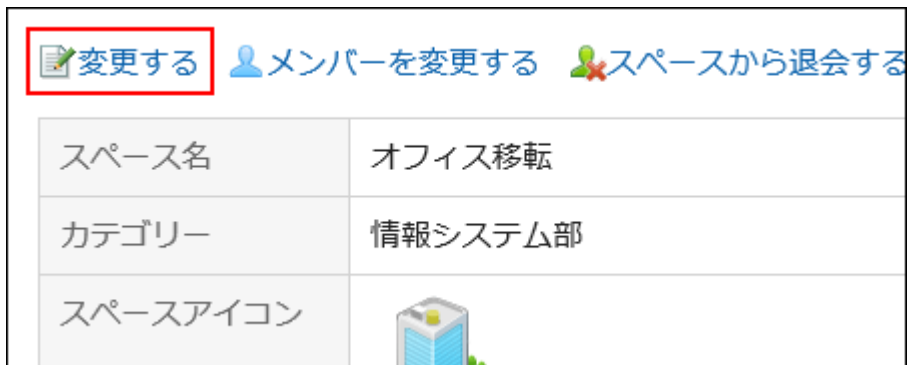 変更する メンバーを変更する スペースから退会する
スペース名 オフィス移転
カテゴリー 情報システム部
スペースアイコン